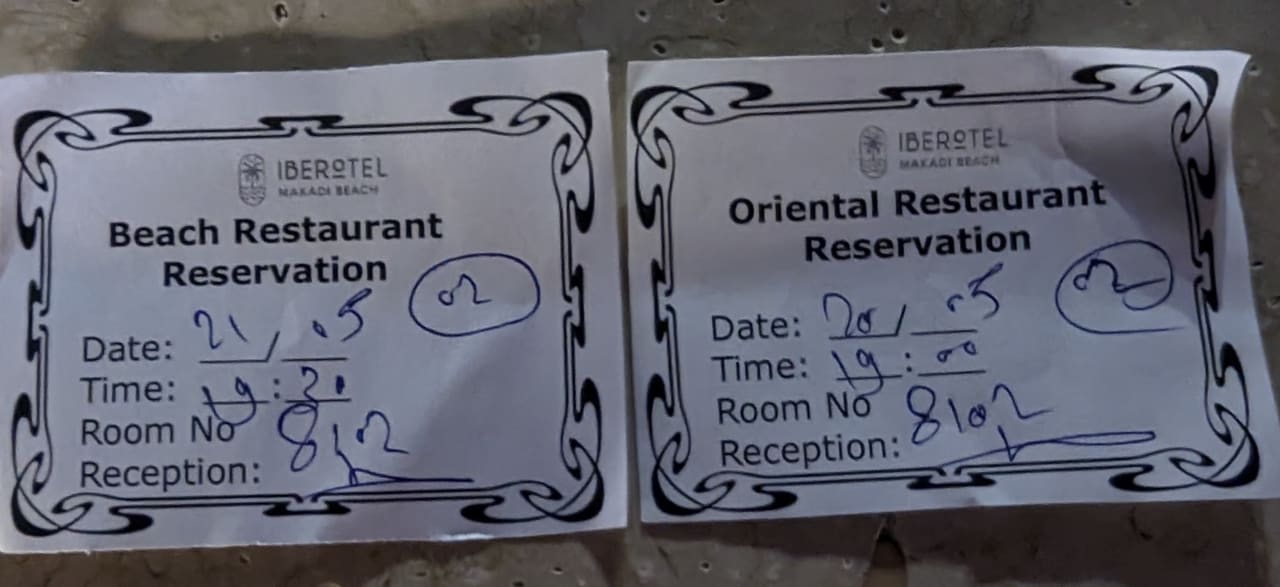 IBEROTEL
MAKADI BEACH
Beach Restaurant
Reservation
02
Date: 21 / 05
Time: 19 : 30
Room No 8102
Reception:
IBEROTEL
MAKADI BEACH
Oriental Restaurant
Reservation
02
Date: 20 / 05
Time: 19 : 00
Room No 8102
Reception: